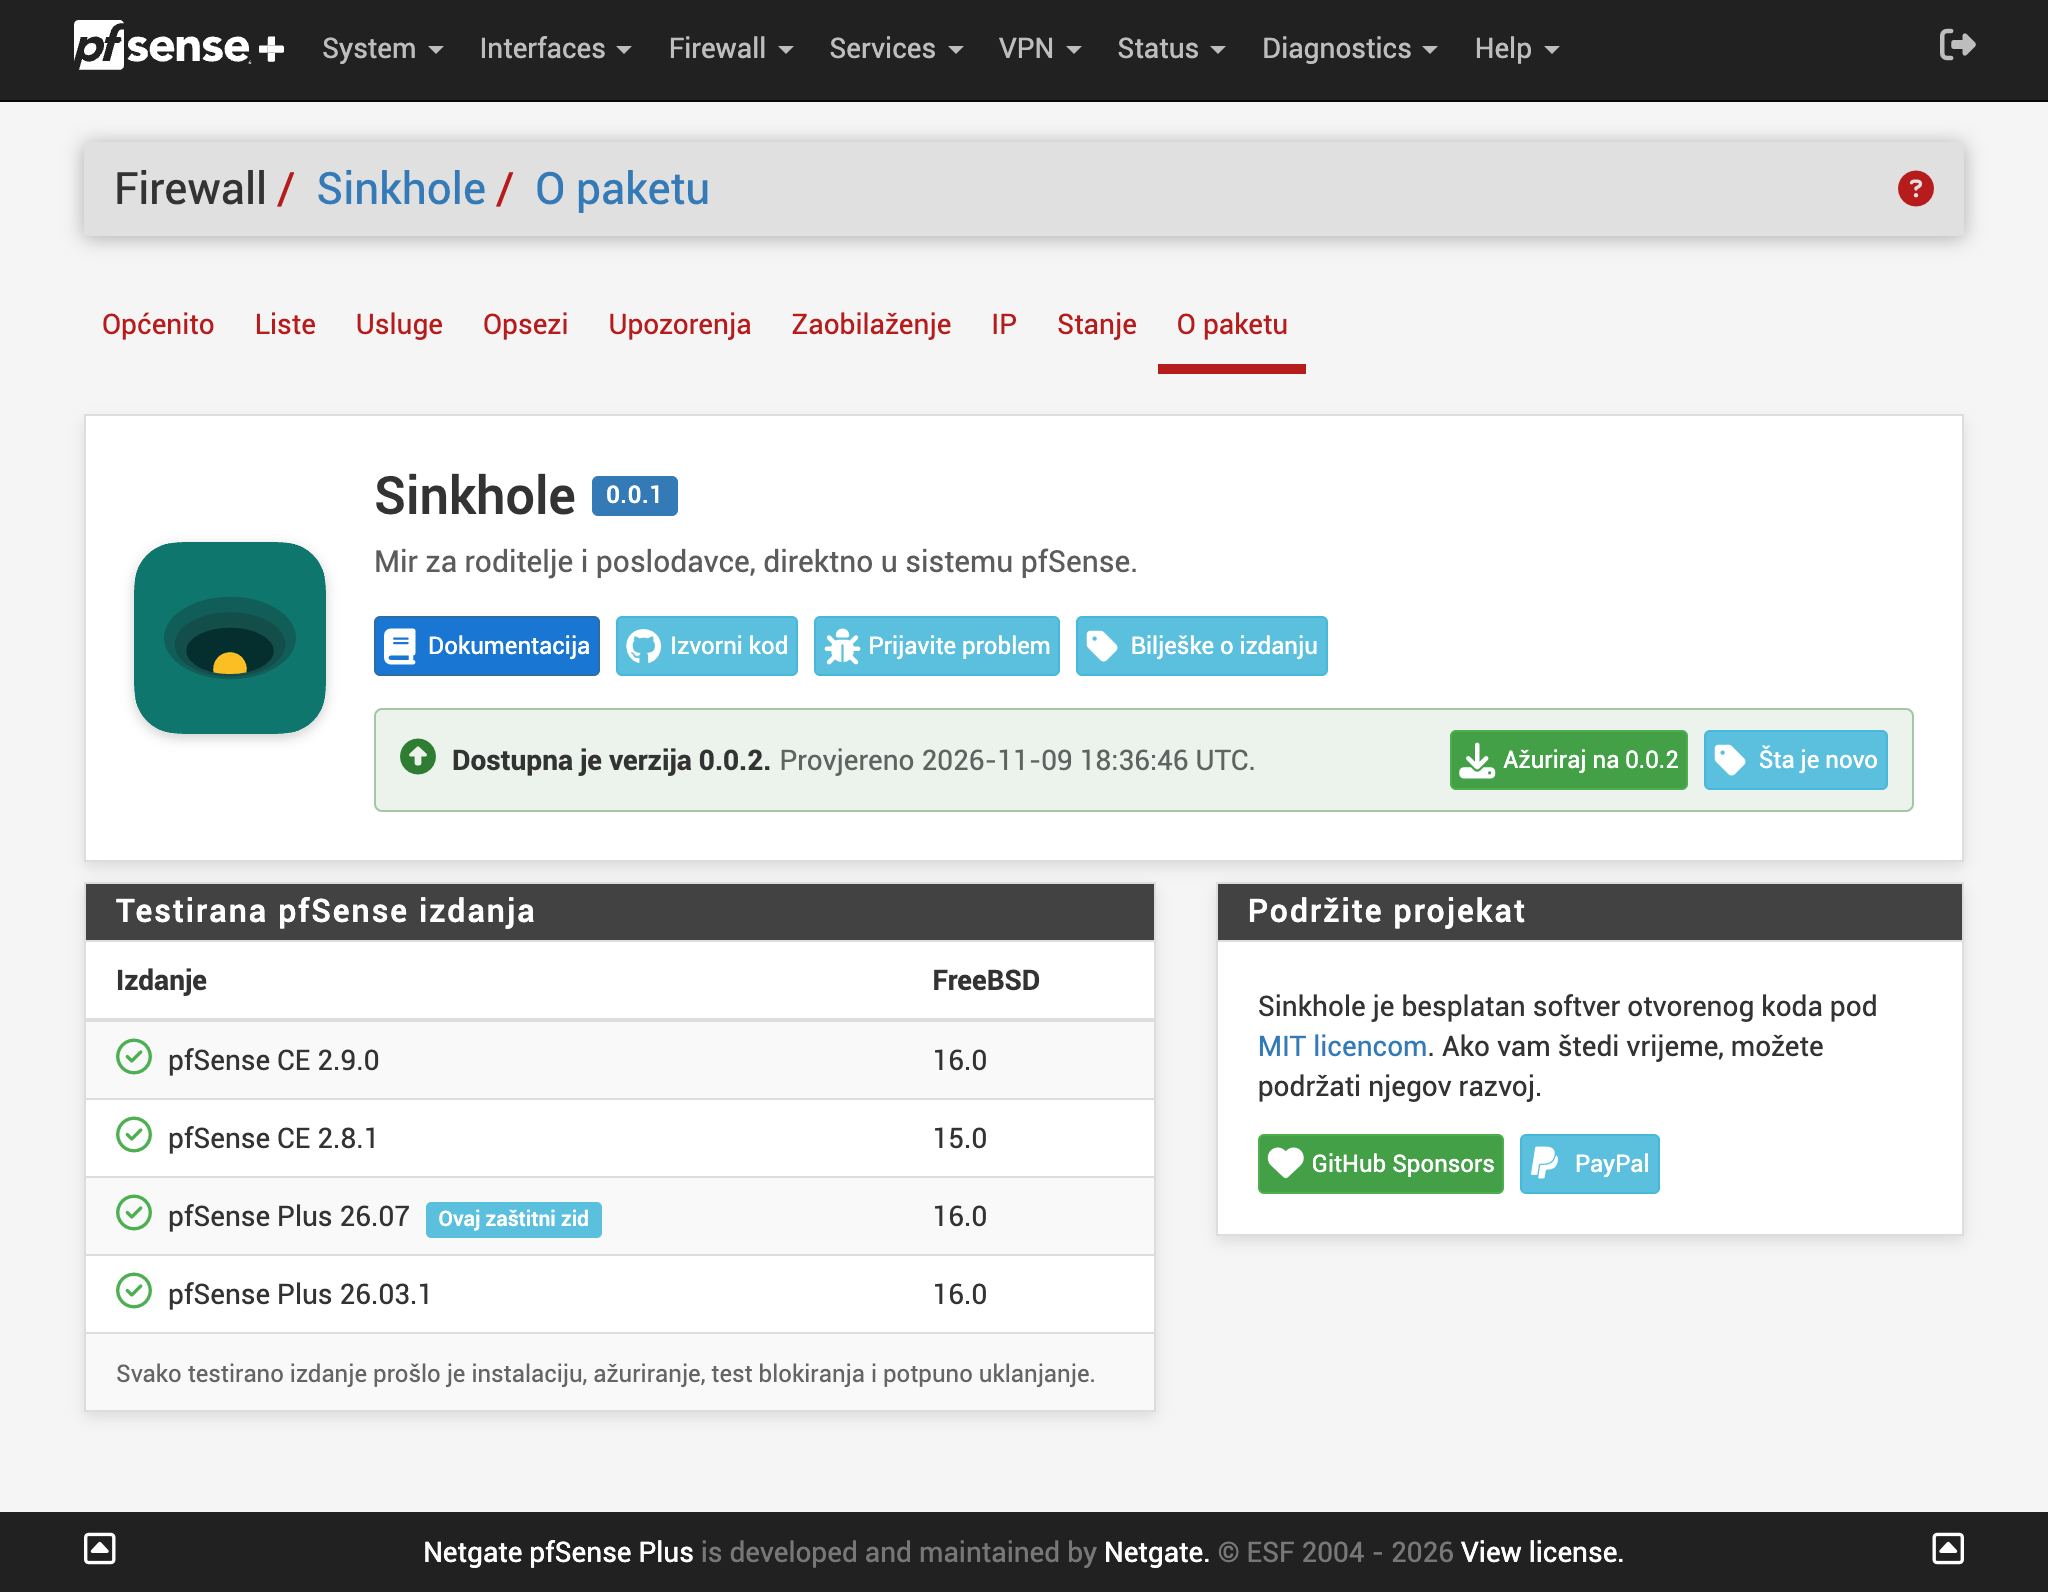 pfsense+ System Interfaces Firewall Services VPN Status Diagnostics Help
Firewall / Sinkhole / O paketu
Općenito Liste Usluge Opsezi Upozorenja Zaobilaženje IP Stanje O paketu
Sinkhole 0.0.1
Mir za roditelje i poslodavce, direktno u sistemu pfSense.
Dokumentacija Izvorni kod Prijavite problem Bilješke o izdanju
Dostupna je verzija 0.0.2. Provjereno 2026-11-09 18:36:46 UTC. Ažuriraj na 0.0.2 Šta je novo
Testirana pfSense izdanja
Izdanje FreeBSD
pfSense CE 2.9.0 16.0
pfSense CE 2.8.1 15.0
pfSense Plus 26.07 Ovaj zaštitni zid 16.0
pfSense Plus 26.03.1 16.0
Svako testirano izdanje prošlo je instalaciju, ažuriranje, test blokiranja i potpuno uklanjanje.
Podržite projekat
Sinkhole je besplatan softver otvorenog koda pod
MIT licencom. Ako vam štedi vrijeme, možete
podržati njegov razvoj.
GitHub Sponsors PayPal
Netgate pfSense Plus is developed and maintained by Netgate. © ESF 2004 - 2026 View license.